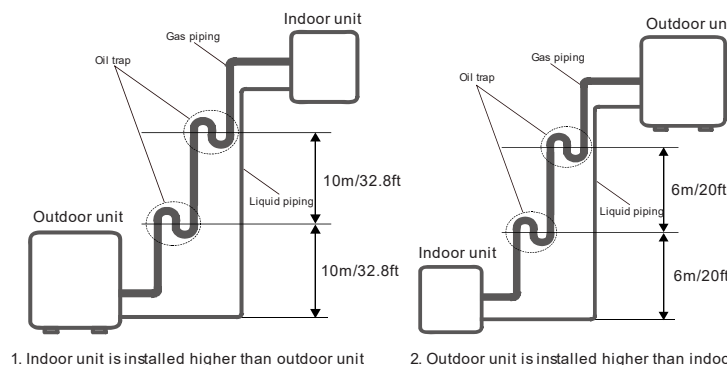 Indoor unit
Gas piping
Oil trap
10m/32.8ft
Liquid piping
Outdoor unit
10m/32.8ft
1. Indoor unit is installed higher than outdoor unit
Outdoor un
Gas piping
Oil trap
6m/20ft
Liquid piping
Indoor unit
6m/20ft
2. Outdoor unit is installed higher than indoo